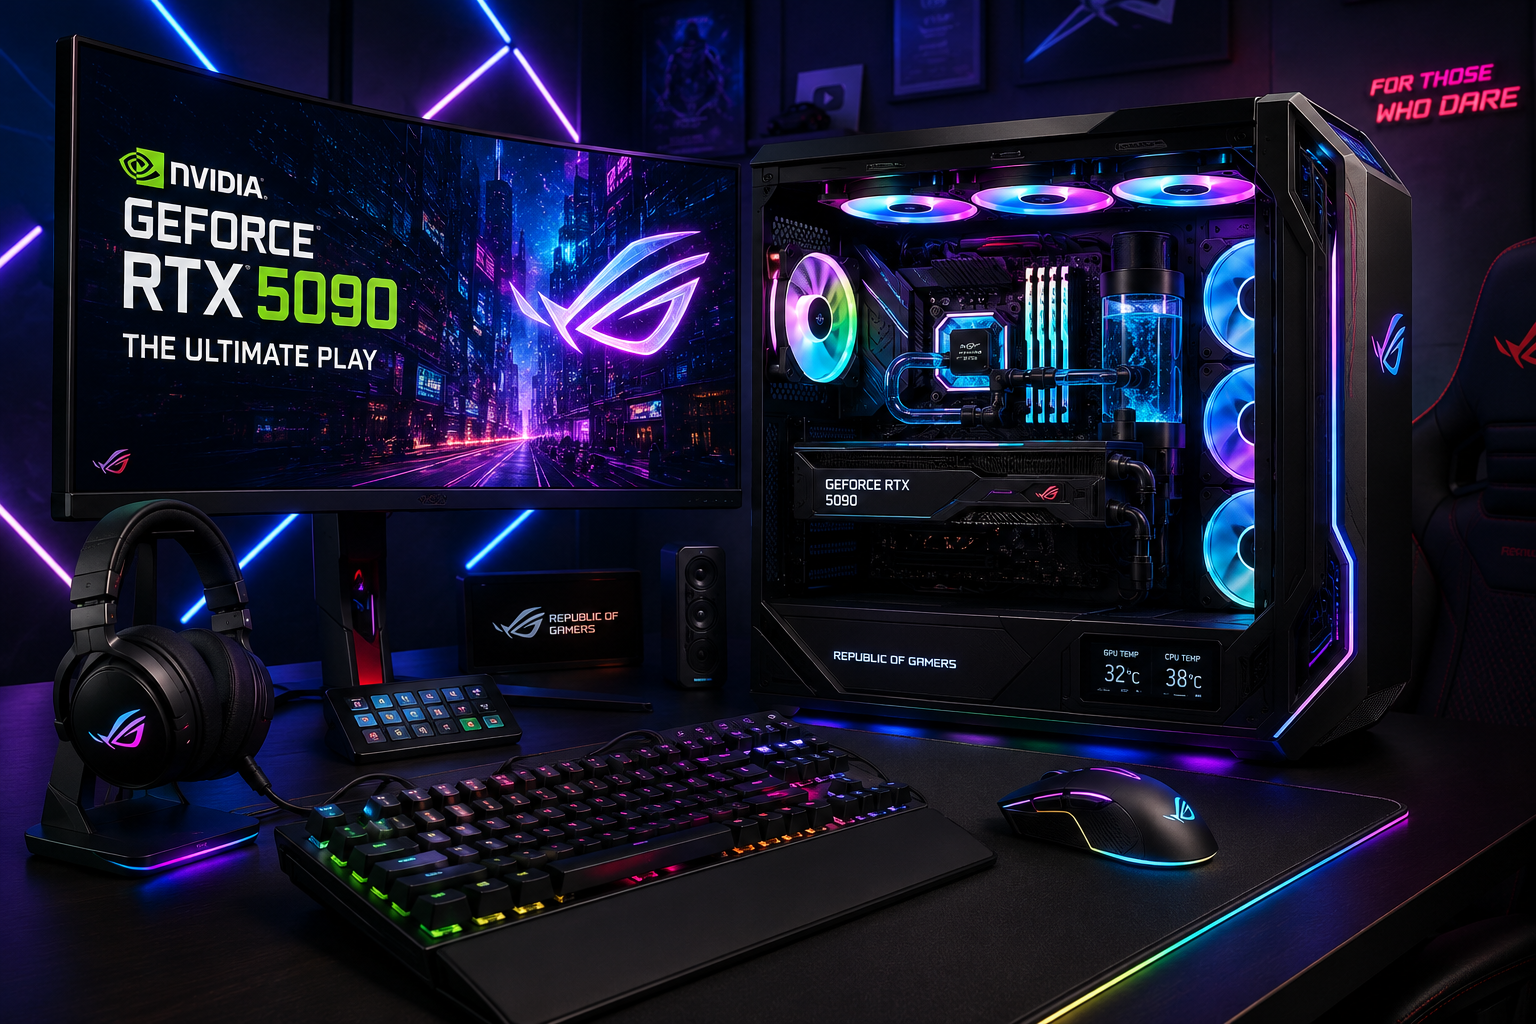 NVIDIA
GEFORCE
RTX 5090
THE ULTIMATE PLAY
FOR THOSE
WHO DARE
GEFORCE RTX
5090
REPUBLIC OF
GAMERS
REPUBLIC OF GAMERS
GPU TEMP
32°C
CPU TEMP
38°C